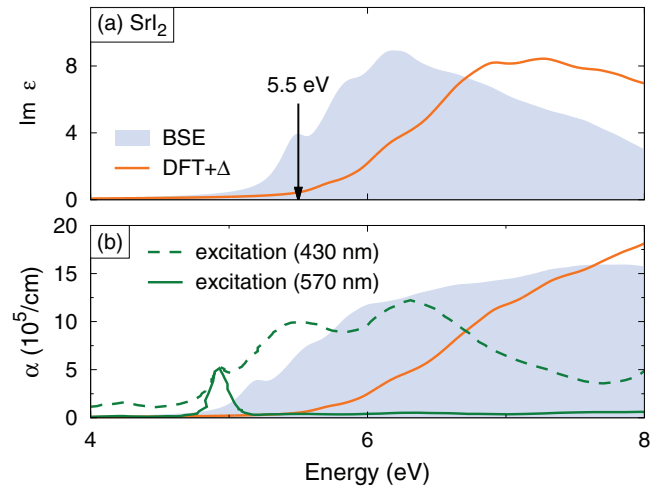 (a) SrI₂
5.5 eV
8
4
0
Im ε
BSE
DFT+Δ
(b)
excitation (430 nm)
excitation (570 nm)
20
15
10
5
0
α (10⁵/cm)
4 6 8
Energy (eV)